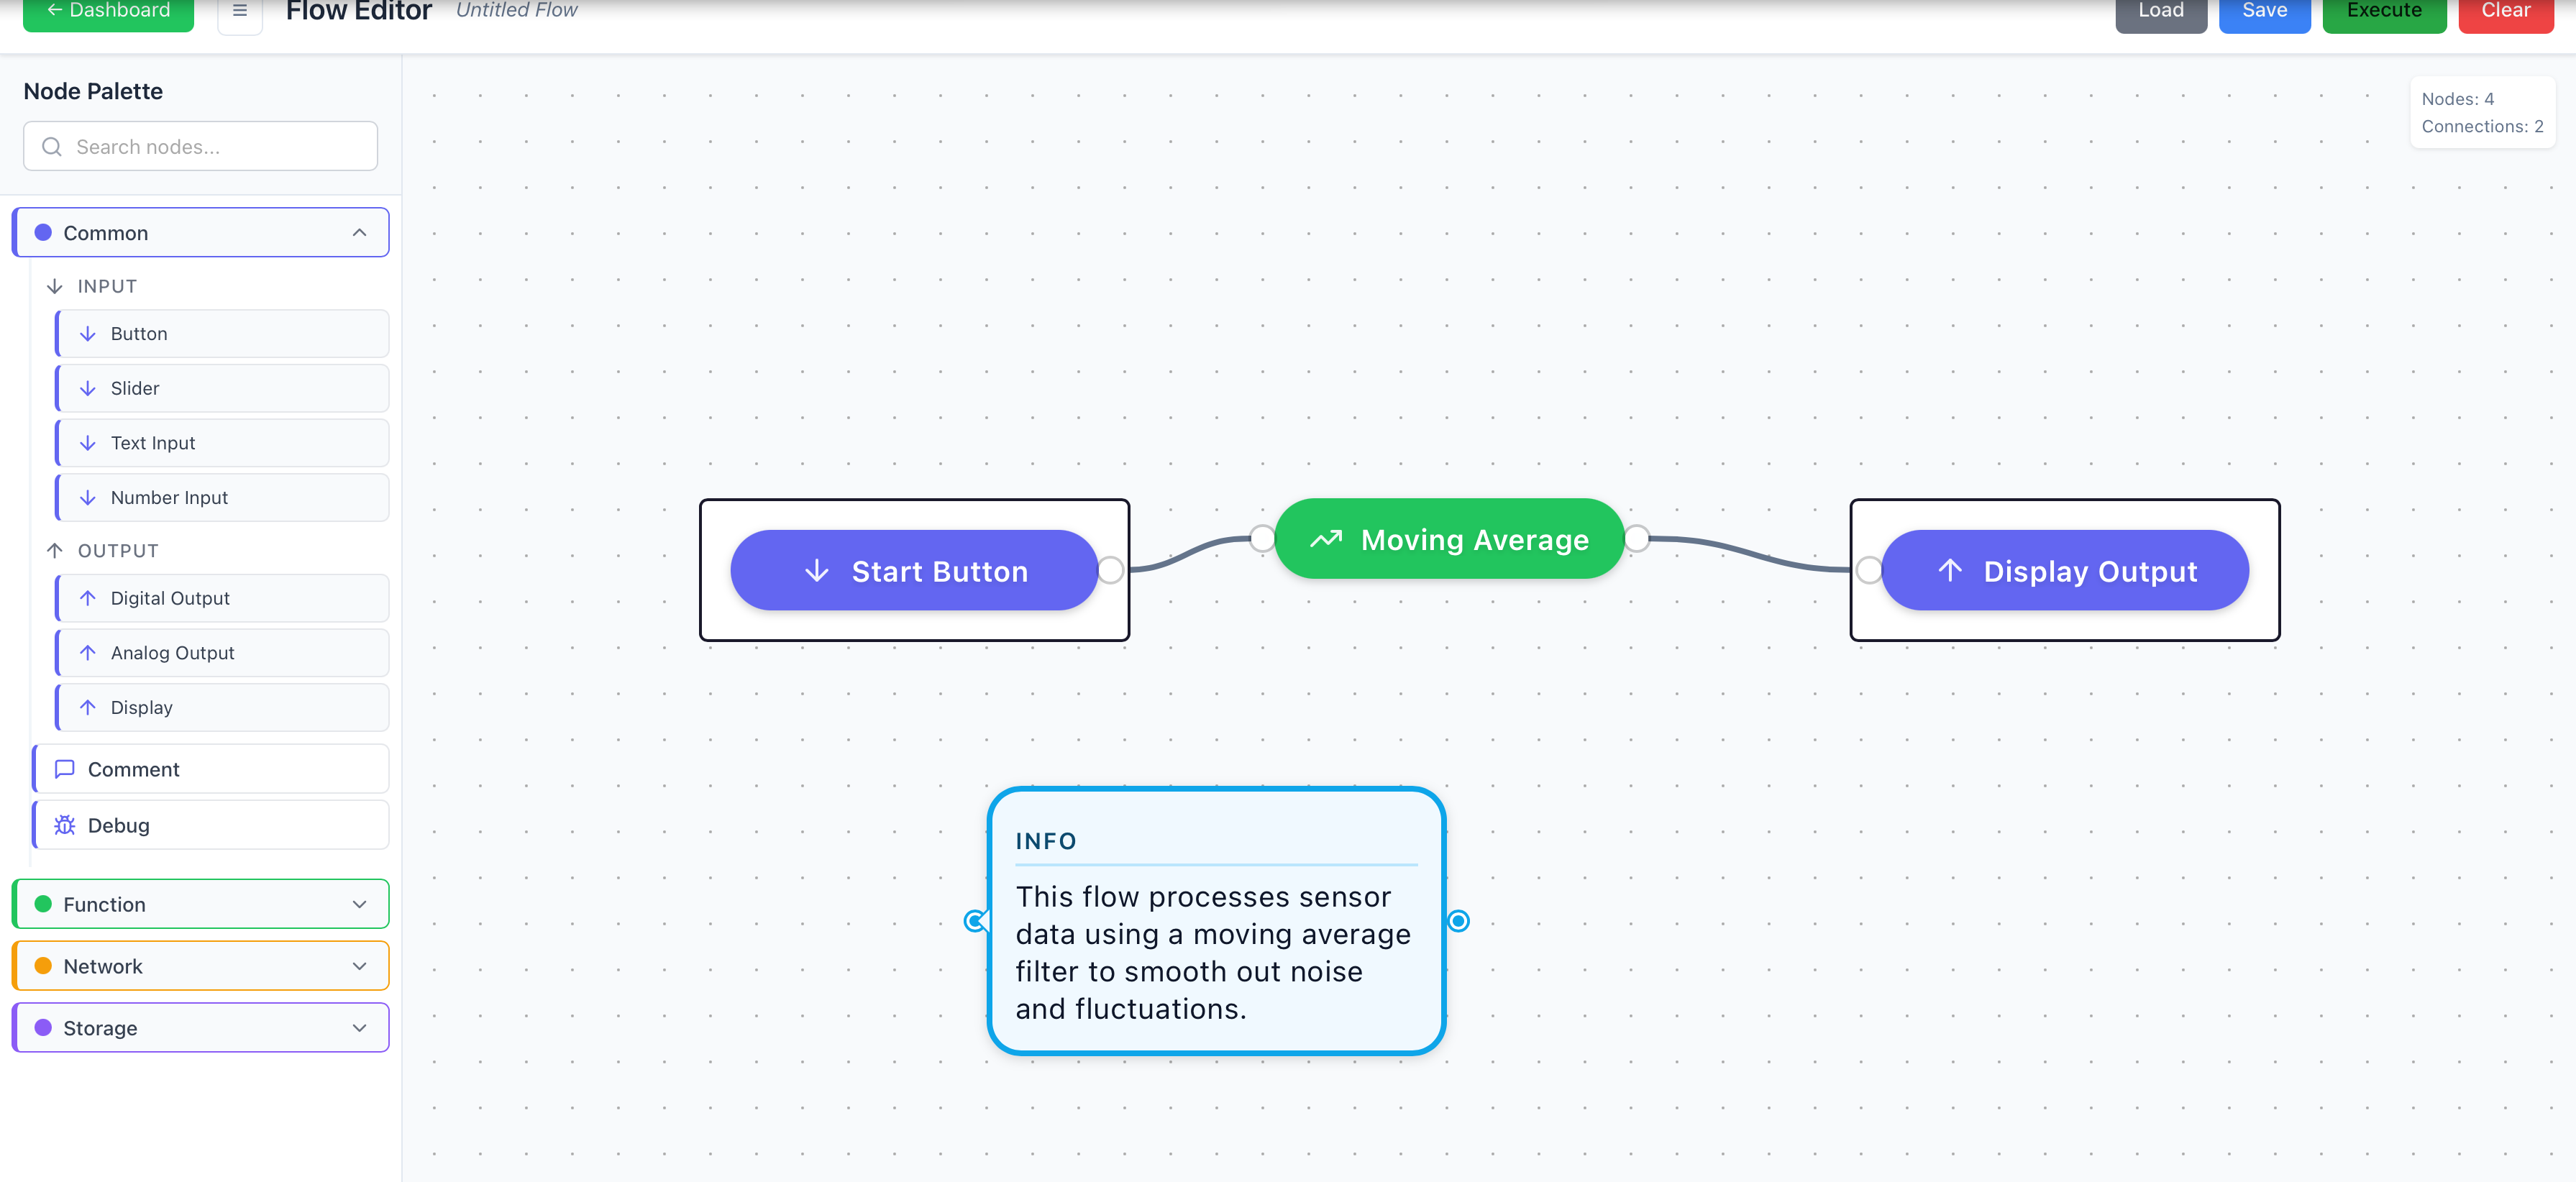 ← Dashboard
Flow Editor
Untitled Flow
Load
Save
Execute
Clear
Node Palette
Search nodes...
Common
INPUT
Button
Slider
Text Input
Number Input
OUTPUT
Digital Output
Analog Output
Display
Comment
Debug
Function
Network
Storage
Nodes: 4
Connections: 2
Start Button
Moving Average
Display Output
INFO
This flow processes sensor
data using a moving average
filter to smooth out noise
and fluctuations.